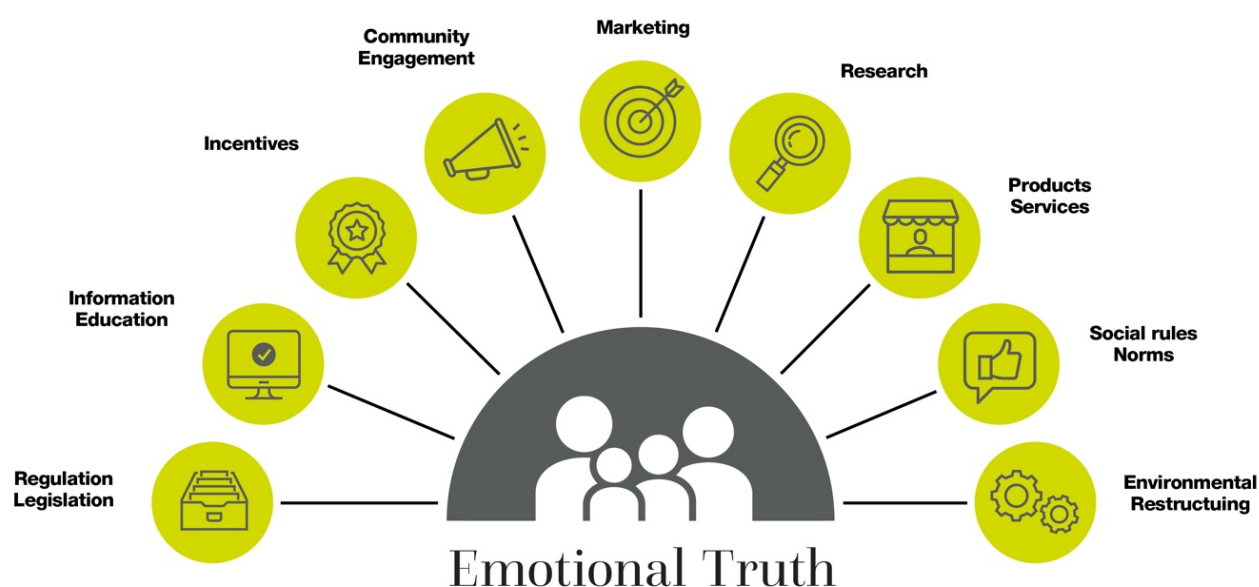 Marketing
Community
Engagement
Research
Incentives
Products
Services
Information
Education
Social rules
Norms
Regulation
Legislation
Environmental
Restructuing
Emotional Truth